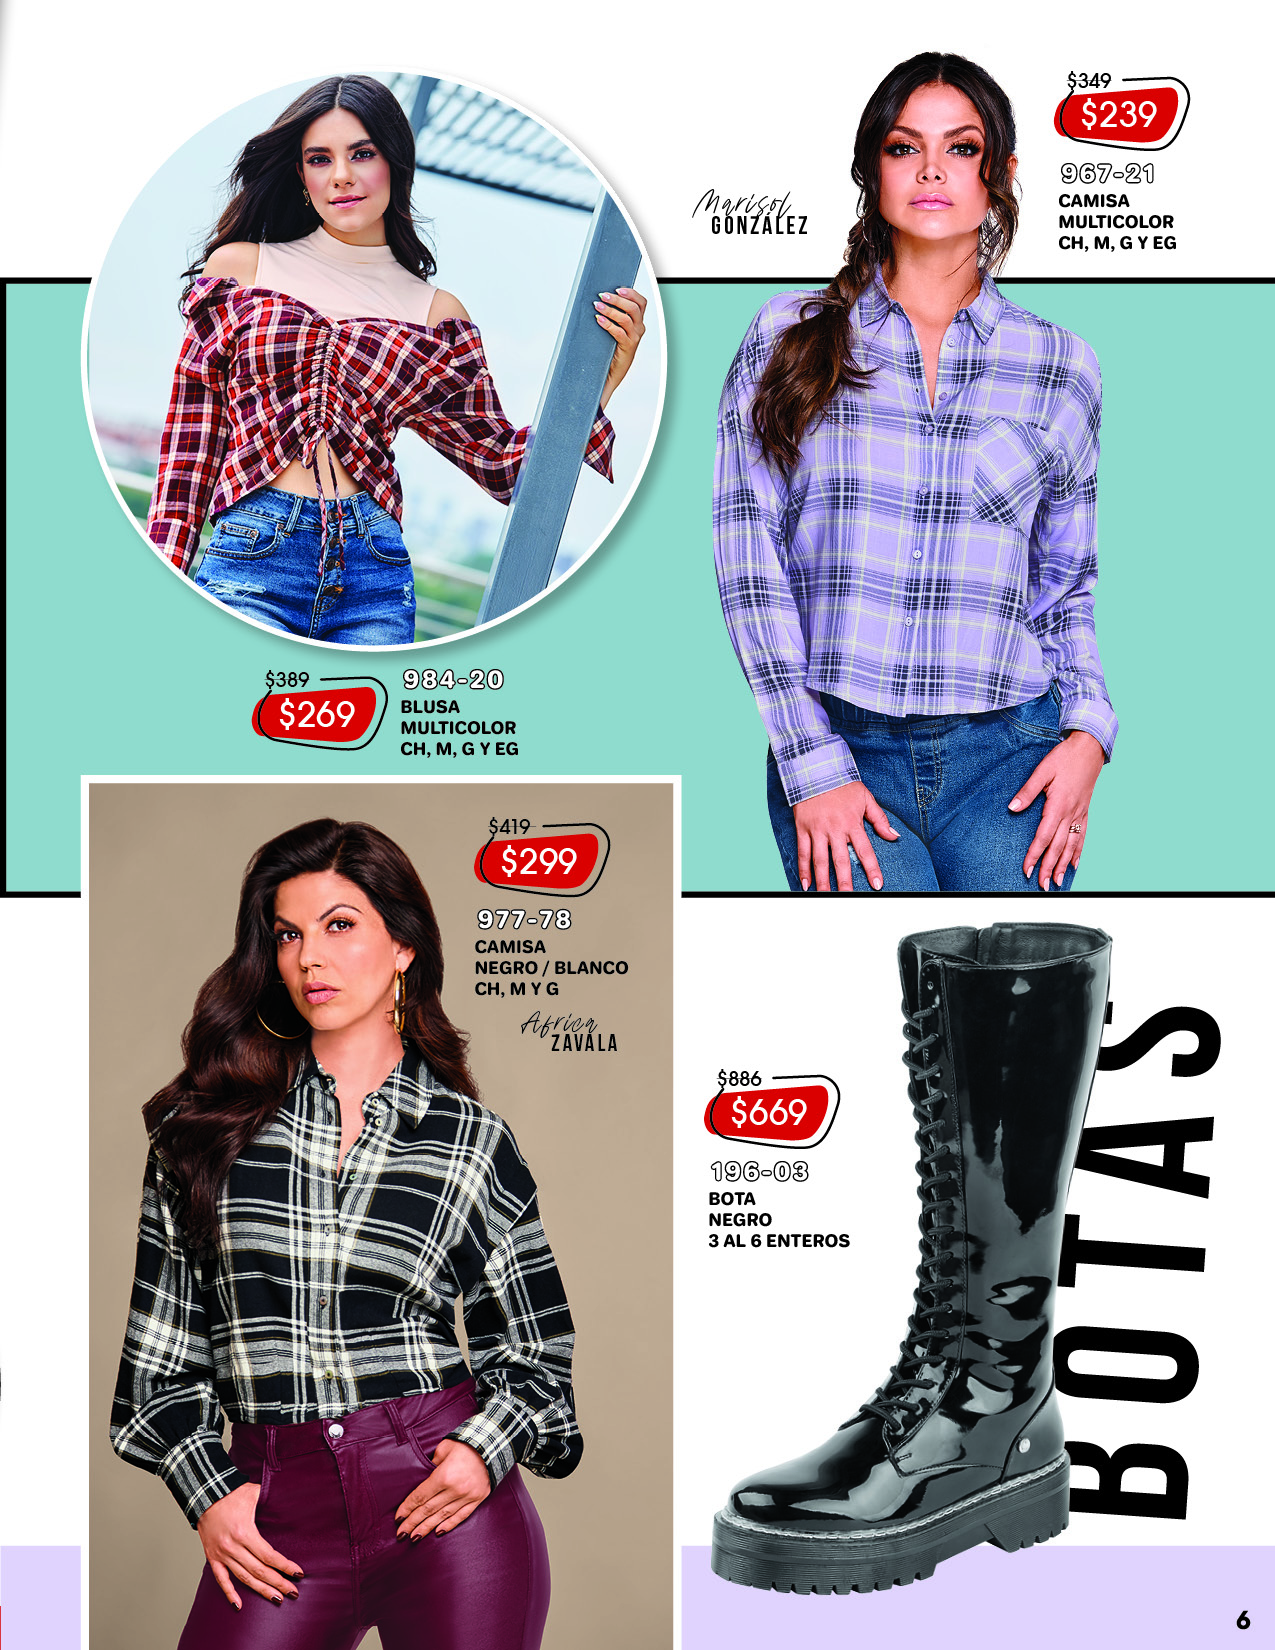 $349
$239
967-21
CAMISA
MULTICOLOR
CH, M, G Y EG
Marisol
GONZÁLEZ
$389
$269
984-20
BLUSA
MULTICOLOR
CH, M, G Y EG
$419
$299
977-78
CAMISA
NEGRO / BLANCO
CH, M Y G
Africa
ZAVALA
$886
$669
196-03
BOTA
NEGRO
3 AL 6 ENTEROS
BOTAS
6